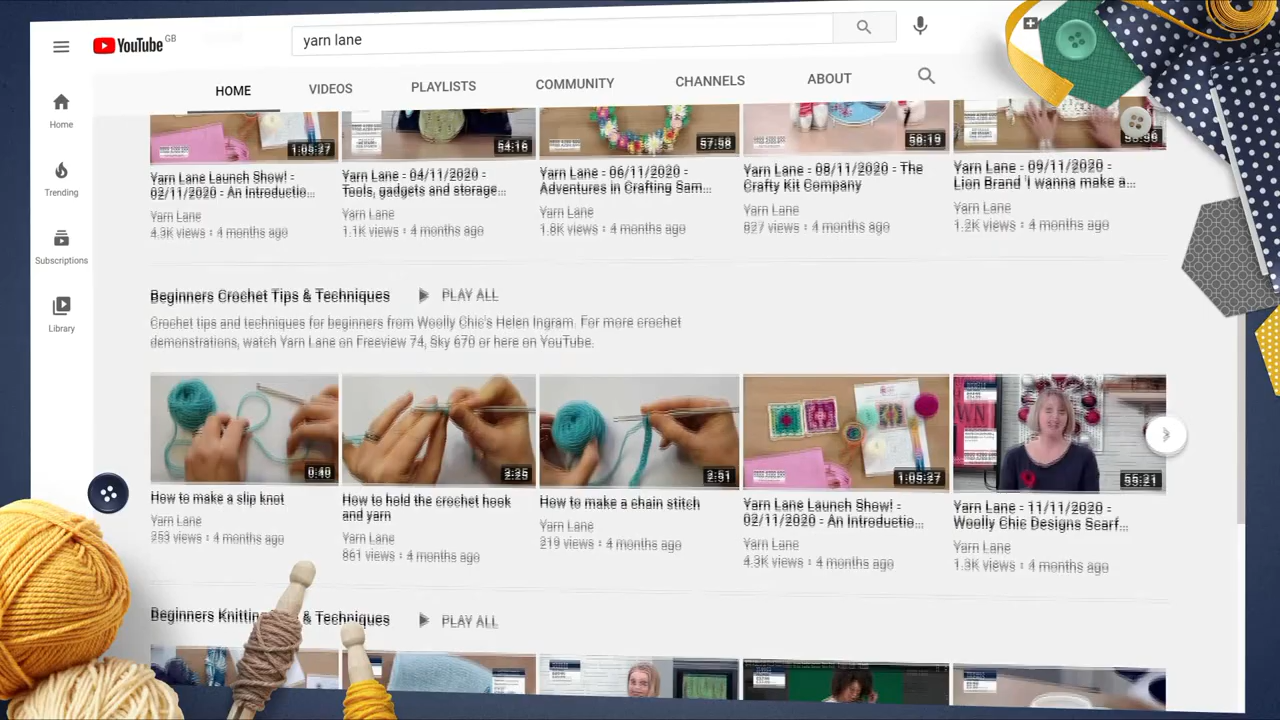 YouTube GB
yarn lane
HOME VIDEOS PLAYLISTS COMMUNITY CHANNELS ABOUT
Home
Trending
Subscriptions
Library
1:05:27
54:16
57:58
56:19
Yarn Lane Launch Show! -
02/11/2020 - An Introductio...
Yarn Lane
4.3K views • 4 months ago
Yarn Lane - 04/11/2020 -
Tools, gadgets and storage...
Yarn Lane
1.1K views • 4 months ago
Yarn Lane - 06/11/2020 -
Adventures in Crafting Sam...
Yarn Lane
1.8K views • 4 months ago
Yarn Lane - 08/11/2020 - The
Crafty Kit Company
Yarn Lane
827 views • 4 months ago
Yarn Lane - 09/11/2020 -
Lion Brand 'I wanna make a...
Yarn Lane
1.2K views • 4 months ago
Beginners Crochet Tips & Techniques PLAY ALL
Crochet tips and techniques for beginners from Woolly Chic's Helen Ingram. For more crochet
demonstrations, watch Yarn Lane on Freeview 74, Sky 670 or here on YouTube.
0:40
2:25
2:51
1:05:27
55:21
How to make a slip knot
Yarn Lane
253 views • 4 months ago
How to hold the crochet hook
and yarn
Yarn Lane
861 views • 4 months ago
How to make a chain stitch
Yarn Lane
219 views • 4 months ago
Yarn Lane Launch Show! -
02/11/2020 - An Introductio...
Yarn Lane
4.3K views • 4 months ago
Yarn Lane - 11/11/2020 -
Woolly Chic Designs Scarf...
Yarn Lane
1.3K views • 4 months ago
Beginners Knitting & Techniques PLAY ALL